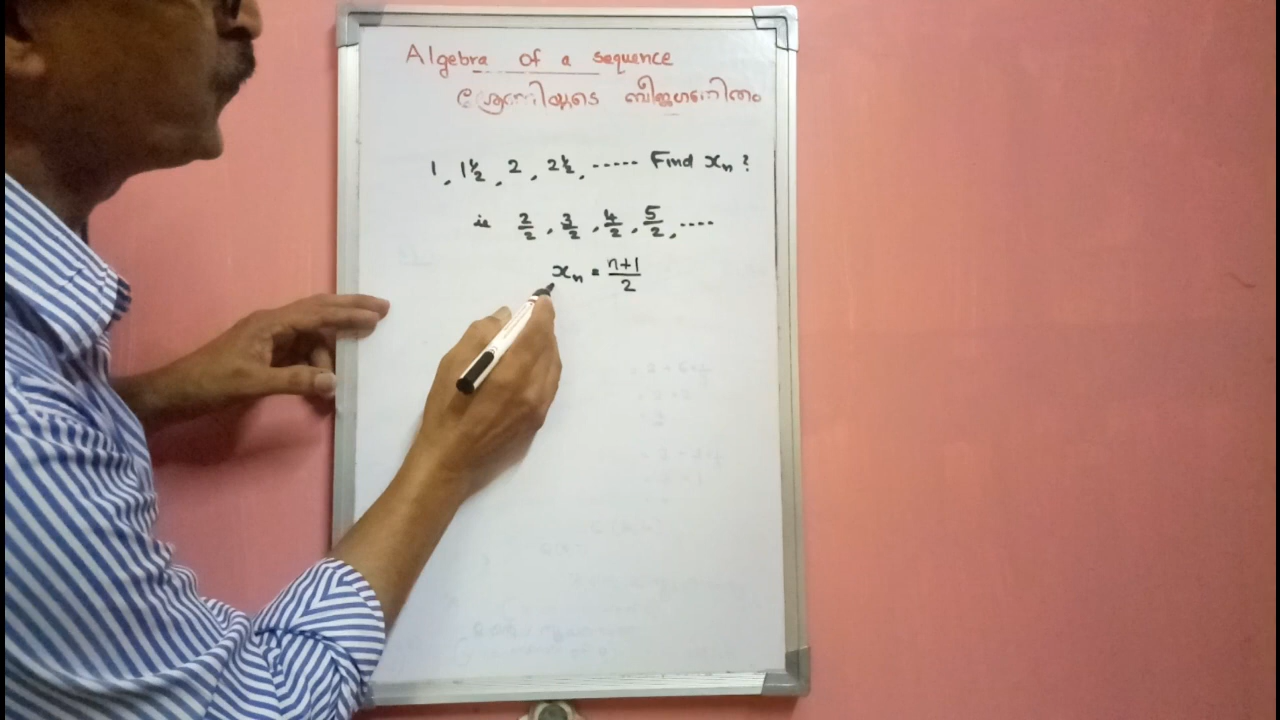 Algebra of a sequence
ശ്രേണിയുടെ ബീജഗണിതം
1, 1½, 2, 2½, ...... Find xₙ?
is 2/2, 3/2, 4/2, 5/2, ....
xₙ = n+1/2